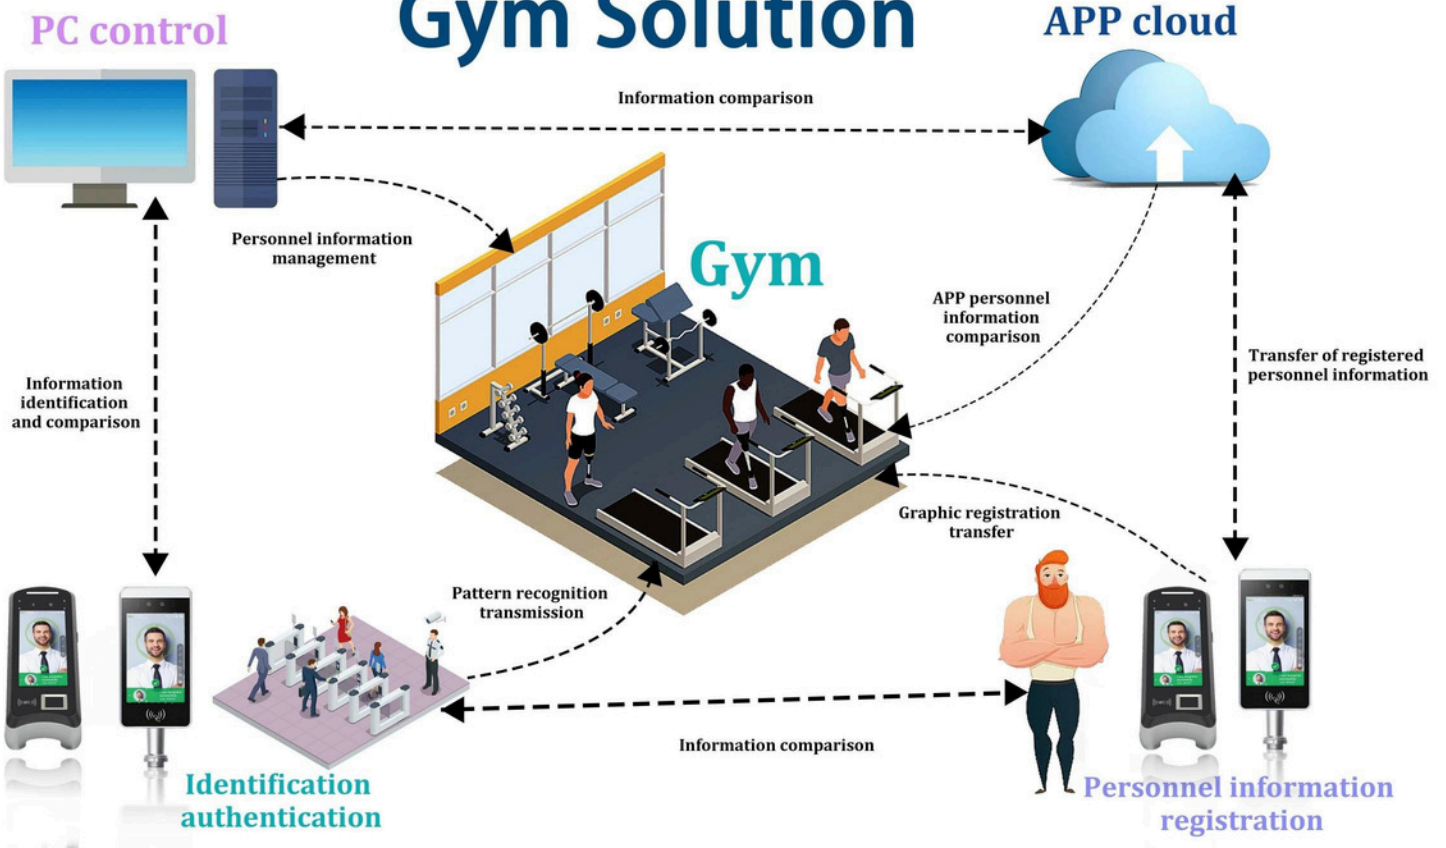 Gym Solution
PC control
APP cloud
Information comparison
Personnel information
management
Gym
APP personnel
information
comparison
Information
identification
and comparison
Transfer of registered
personnel information
Graphic registration
transfer
Pattern recognition
transmission
Information comparison
Identification
authentication
Personnel information
registration